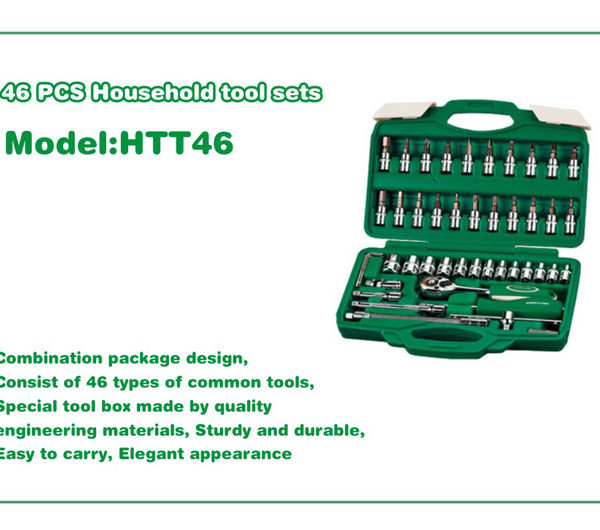 46 PCS Household tool sets
Model:HTT46
Combination package design,
Consist of 46 types of common tools,
Special tool box made by quality
engineering materials, Sturdy and durable,
Easy to carry, Elegant appearance